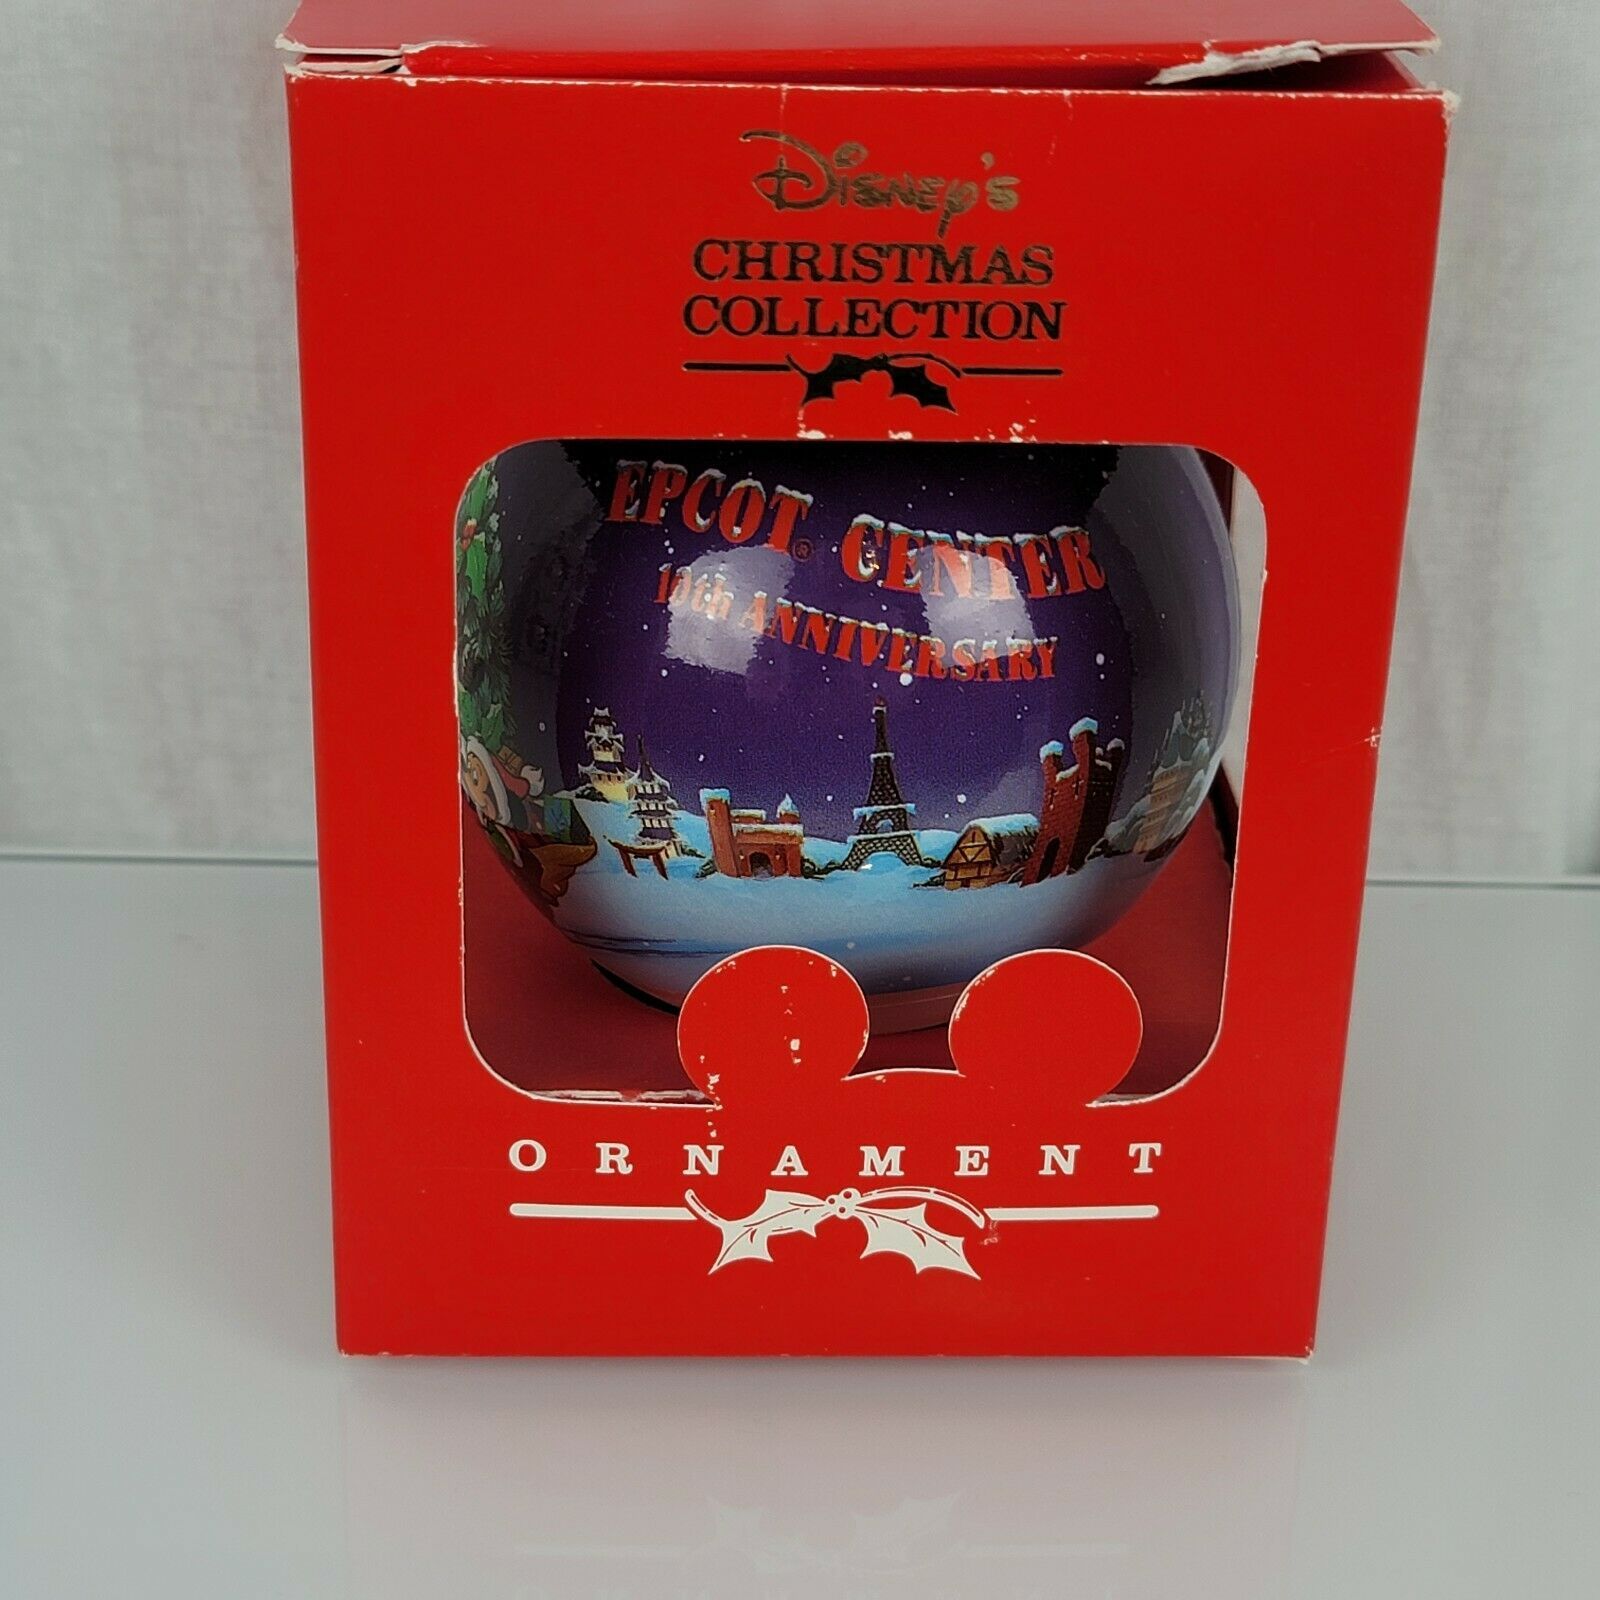 Disney's
CHRISTMAS
COLLECTION
EPCOT® CENTER
10th ANNIVERSARY
ORNAMENT